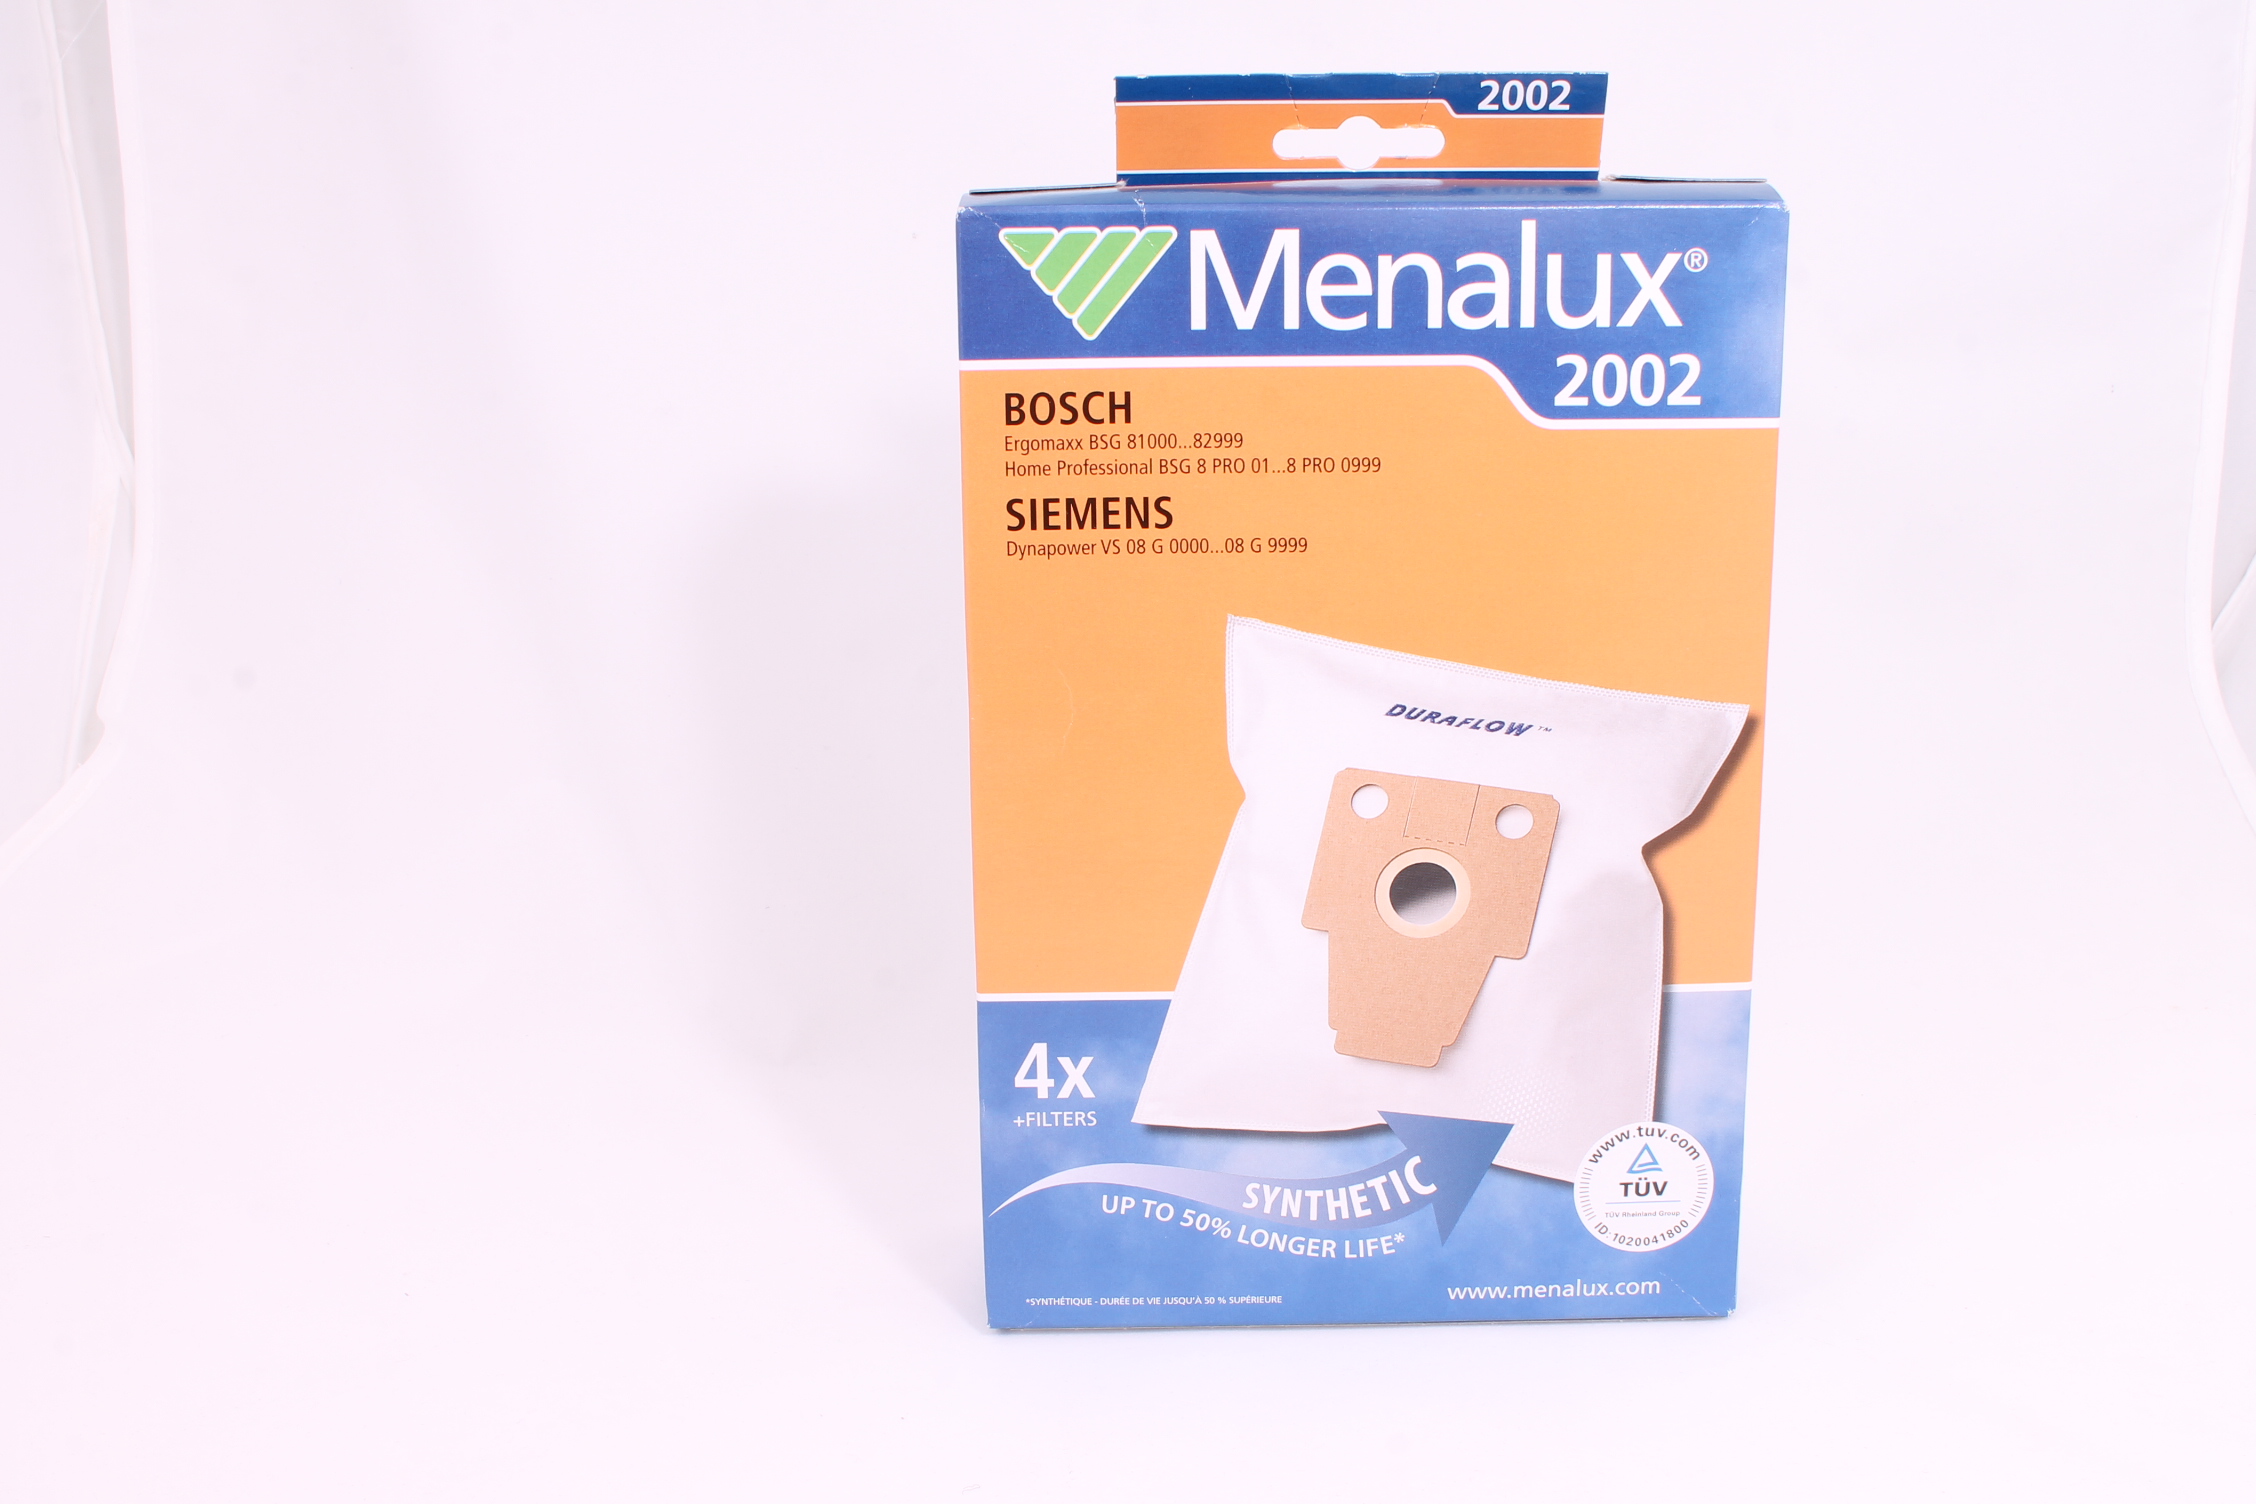 2002
Menalux®
2002
BOSCH
Ergomaxx BSG 81000...82999
Home Professional BSG 8 PRO 01...8 PRO 0999
SIEMENS
Dynapower VS 08 G 0000...08 G 9999
DURAFLOW™
4x
+FILTERS
SYNTHETIC
UP TO 50% LONGER LIFE*
www.tuv.com
TÜV
TÜV Rheinland Group
ID:1020041800
www.menalux.com
*SYNTHÉTIQUE - DURÉE DE VIE JUSQU'À 50 % SUPÉRIEURE